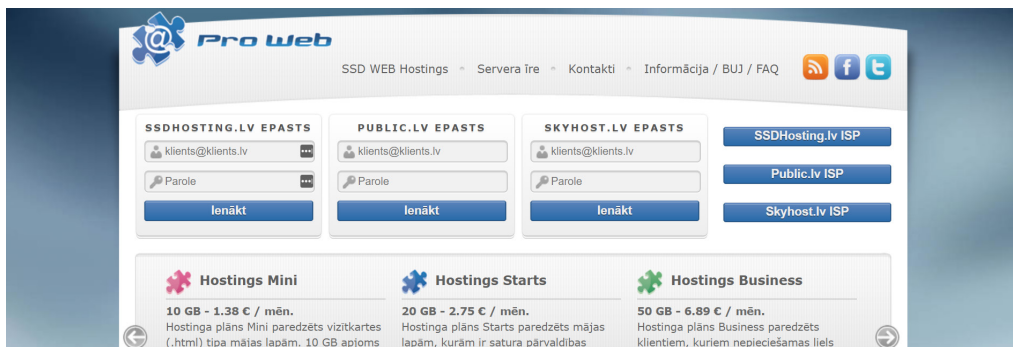 Pro Web
SSD WEB Hostings Servera īre Kontakti Informācija / BUJ / FAQ
SSDHOSTING.LV EPASTS
klients@klients.lv
Parole
Ienākt
PUBLIC.LV EPASTS
klients@klients.lv
Parole
Ienākt
SKYHOST.LV EPASTS
klients@klients.lv
Parole
Ienākt
SSDHosting.lv ISP
Public.lv ISP
Skyhost.lv ISP
Hostings Mini
10 GB - 1.38 € / mēn.
Hostinga plāns Mini paredzēts vizītkartes
(.html) tipa mājas lapām. 10 GB apjoms
Hostings Starts
20 GB - 2.75 € / mēn.
Hostinga plāns Starts paredzēts mājas
lapām, kurām ir satura pārvaldības
Hostings Business
50 GB - 6.89 € / mēn.
Hostinga plāns Business paredzēts
klientiem, kuriem nepieciešamas liels